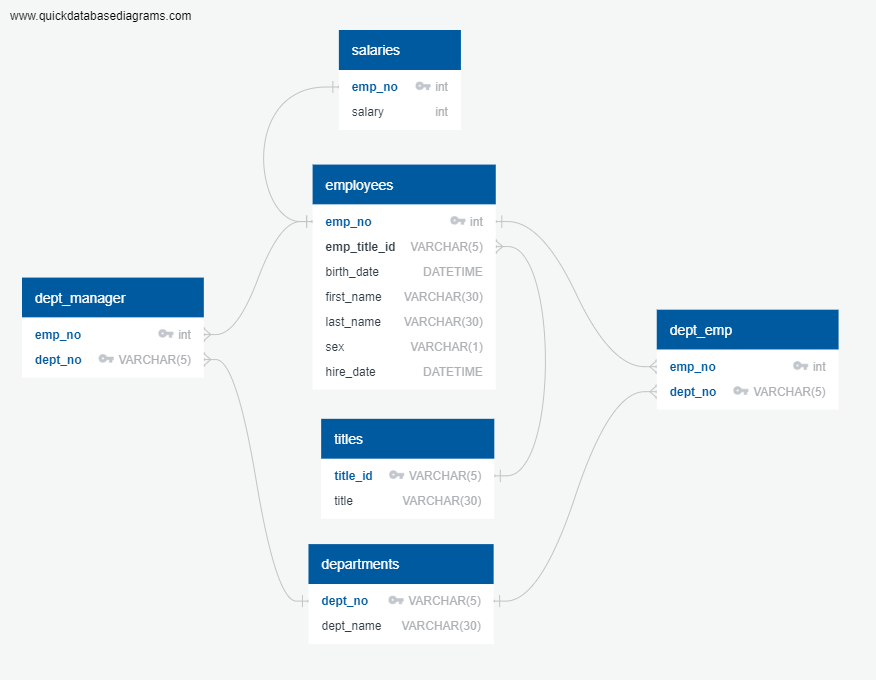 www.quickdatabasediagrams.com
salaries
emp_no int
salary int
employees
emp_no int
emp_title_id VARCHAR(5)
birth_date DATETIME
first_name VARCHAR(30)
last_name VARCHAR(30)
sex VARCHAR(1)
hire_date DATETIME
dept_manager
emp_no int
dept_no VARCHAR(5)
dept_emp
emp_no int
dept_no VARCHAR(5)
titles
title_id VARCHAR(5)
title VARCHAR(30)
departments
dept_no VARCHAR(5)
dept_name VARCHAR(30)